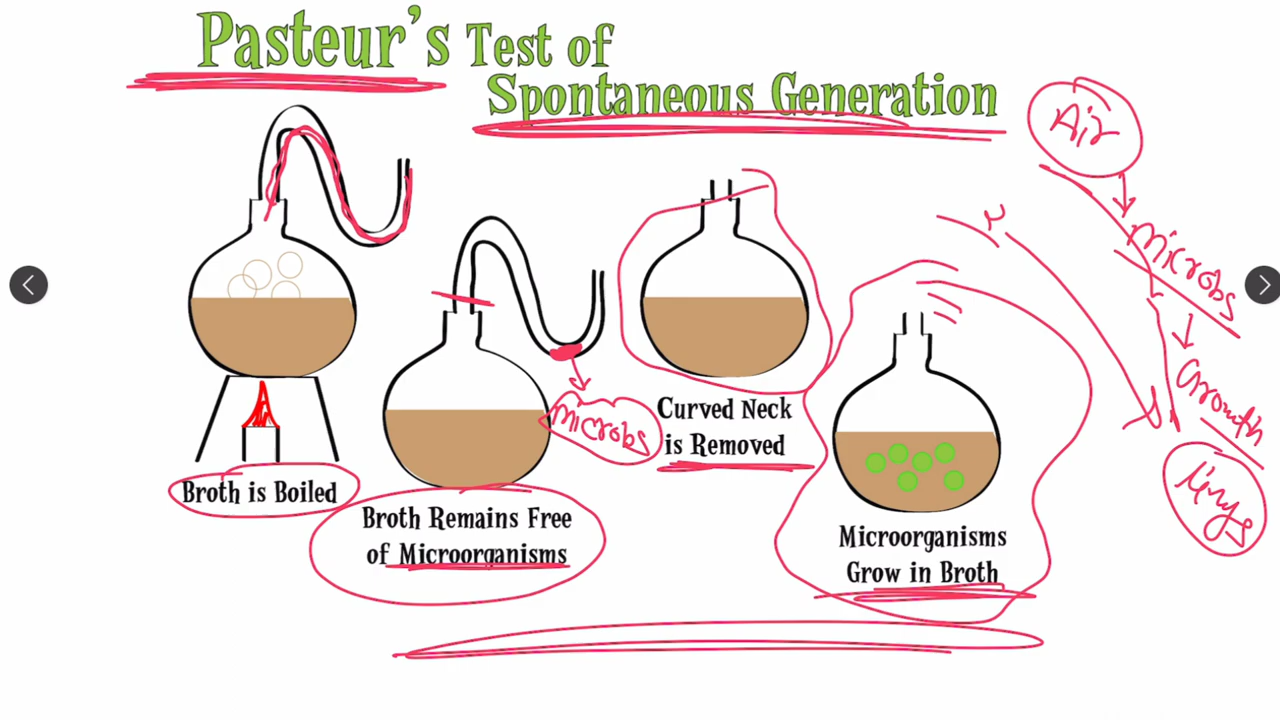 Pasteur's Test of
Spontaneous Generation
Air
Microbs
Growth
Microbs
Curved Neck
is Removed
Broth is Boiled
Broth Remains Free
of Microorganisms
Microorganisms
Grow in Broth